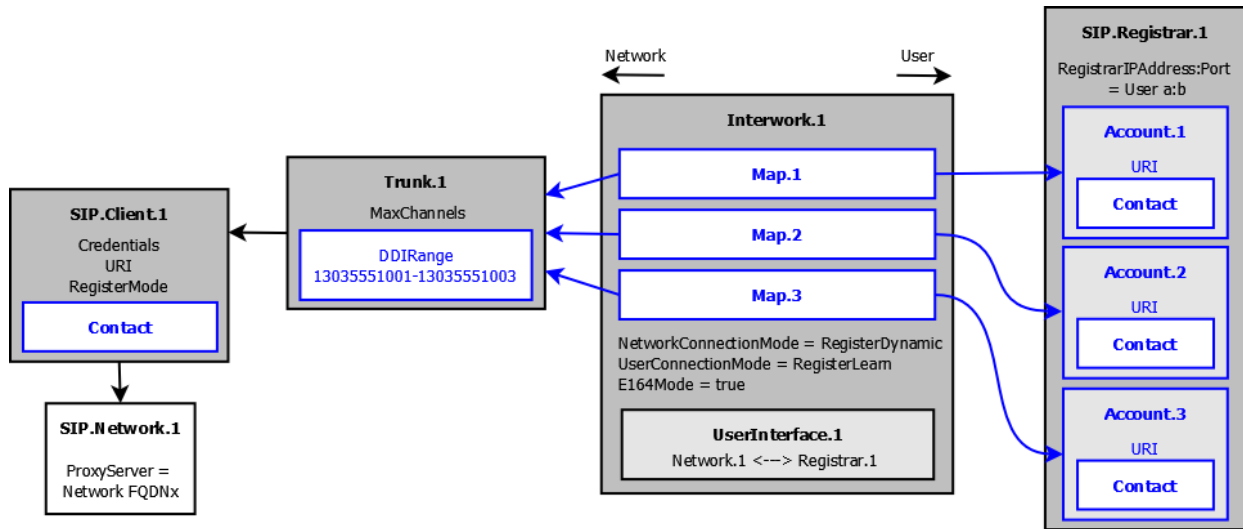 SIP.Client.1
Credentials
URI
RegisterMode
Contact
SIP.Network.1
ProxyServer =
Network FQDNx
Trunk.1
MaxChannels
DDIRange
13035551001-13035551003
Network
User
Interwork.1
Map.1
Map.2
Map.3
NetworkConnectionMode = RegisterDynamic
UserConnectionMode = RegisterLearn
E164Mode = true
UserInterface.1
Network.1 <---> Registrar.1
SIP.Registrar.1
RegistrarIPAddress:Port
= User a:b
Account.1
URI
Contact
Account.2
URI
Contact
Account.3
URI
Contact